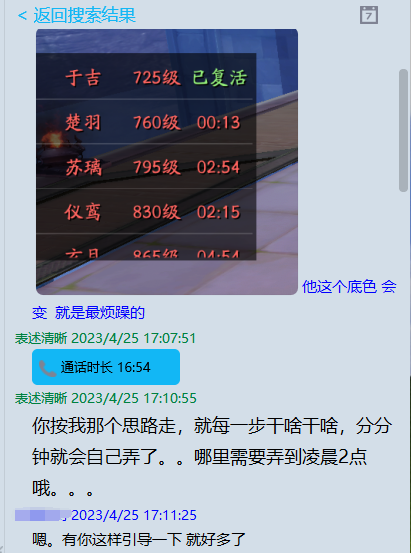 < 返回搜索结果
7
于吉 725级 已复活
楚羽 760级 00:13
苏璃 795级 02:54
仪鸾 830级 02:15
865级 04:54
他这个底色 会
变 就是最烦躁的
表述清晰 2023/4/25 17:07:51
通话时长 16:54
表述清晰 2023/4/25 17:10:55
你按我那个思路走，就每一步干啥干啥，分分
钟就会自己弄了。。哪里需要弄到凌晨2点
哦。。。
2023/4/25 17:11:25
嗯。有你这样引导一下 就好多了